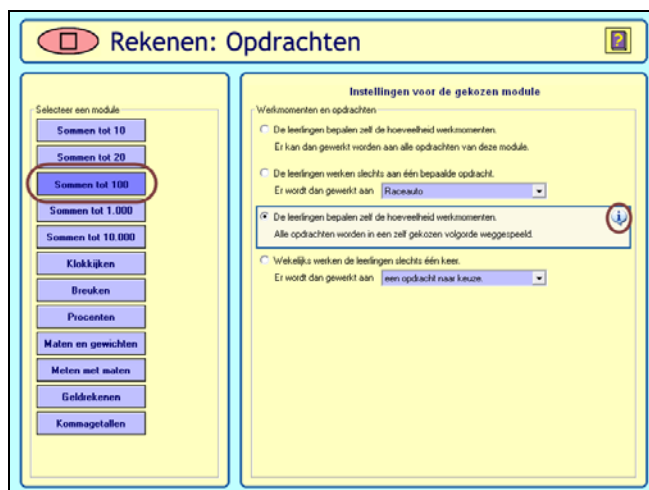 Rekenen: Opdrachten
Selecteer een module
Sommen tot 10
Sommen tot 20
Sommen tot 100
Sommen tot 1.000
Sommen tot 10.000
Klokkijken
Breuken
Procenten
Maten en gewichten
Meten met maten
Geldrekenen
Kommagetallen
Instellingen voor de gekozen module
Werkmomenten en opdrachten
De leerlingen bepalen zelf de hoeveelheid werkmomenten.
Er kan dan gewerkt worden aan alle opdrachten van deze module.
De leerlingen werken slechts aan één bepaalde opdracht.
Er wordt dan gewerkt aan Raceauto
De leerlingen bepalen zelf de hoeveelheid werkmomenten.
Alle opdrachten worden in een zelf gekozen volgorde weggespeeld.
Wekelijks werken de leerlingen slechts één keer.
Er wordt dan gewerkt aan een opdracht naar keuze.